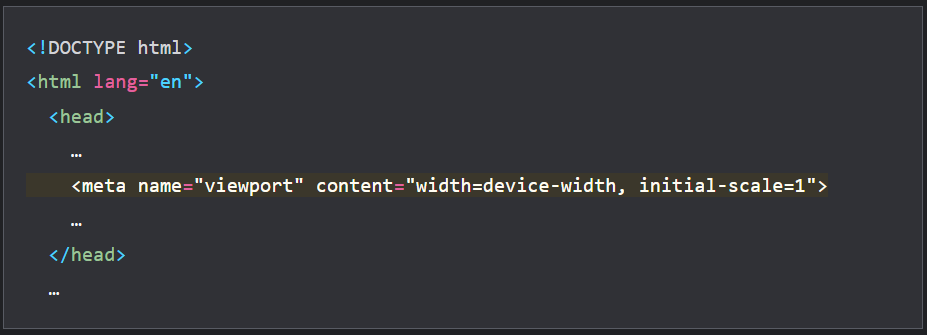 <!DOCTYPE html>
<html lang="en">
<head>
…
<meta name="viewport" content="width=device-width, initial-scale=1">
…
</head>
…